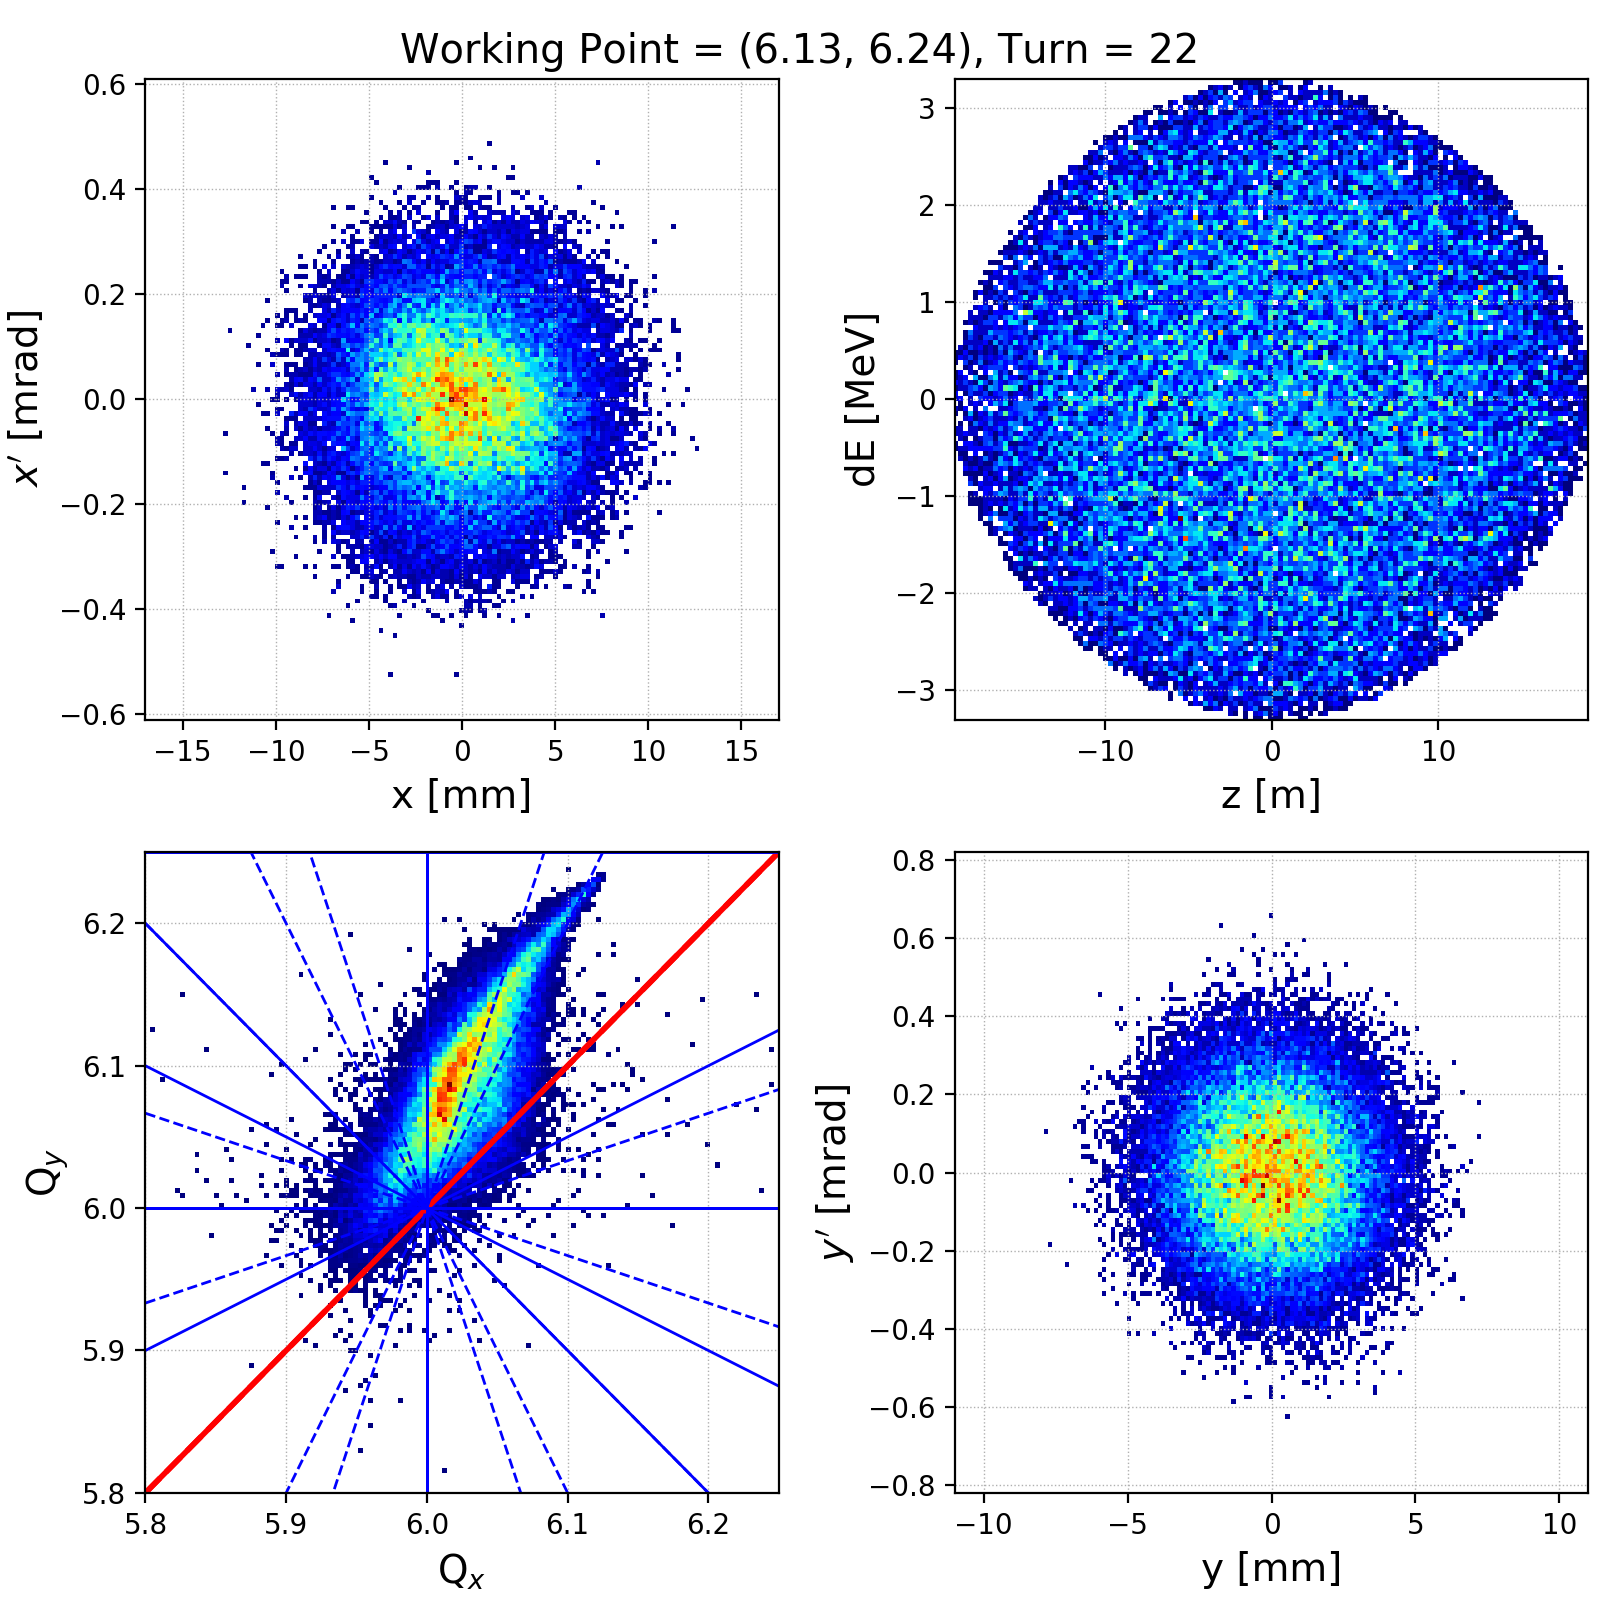 Working Point = (6.13, 6.24), Turn = 22
0.6
0.4
0.2
0.0
−0.2
−0.4
−0.6
x′ [mrad]
−15 −10 −5 0 5 10 15
x [mm]
3
2
1
0
−1
−2
−3
dE [MeV]
−10 0 10
z [m]
6.2
6.1
6.0
5.9
5.8
Qy
5.8 5.9 6.0 6.1 6.2
Qx
0.8
0.6
0.4
0.2
0.0
−0.2
−0.4
−0.6
−0.8
y′ [mrad]
−10 −5 0 5 10
y [mm]